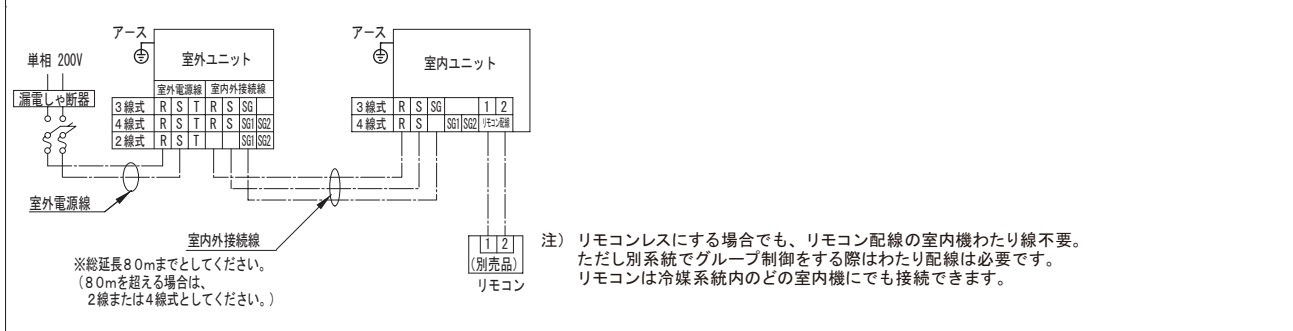 アース
単相 200V
漏電しゃ断器
室外ユニット
室外電源線 室内外接続線
3線式 R S T R S SG
4線式 R S T R S SG1 SG2
2線式 R S T SG1 SG2
室外電源線
室内外接続線
※総延長80mまでとしてください。
(80mを超える場合は、
2線または4線式としてください。)
アース
室内ユニット
3線式 R S SG 1 2
4線式 R S SG1 SG2 リモコン配線
1 2
(別売品)
リモコン
注) リモコンレスにする場合でも、リモコン配線の室内機わたり線不要。
ただし別系統でグループ制御をする際はわたり配線は必要です。
リモコンは冷媒系統内のどの室内機にでも接続できます。